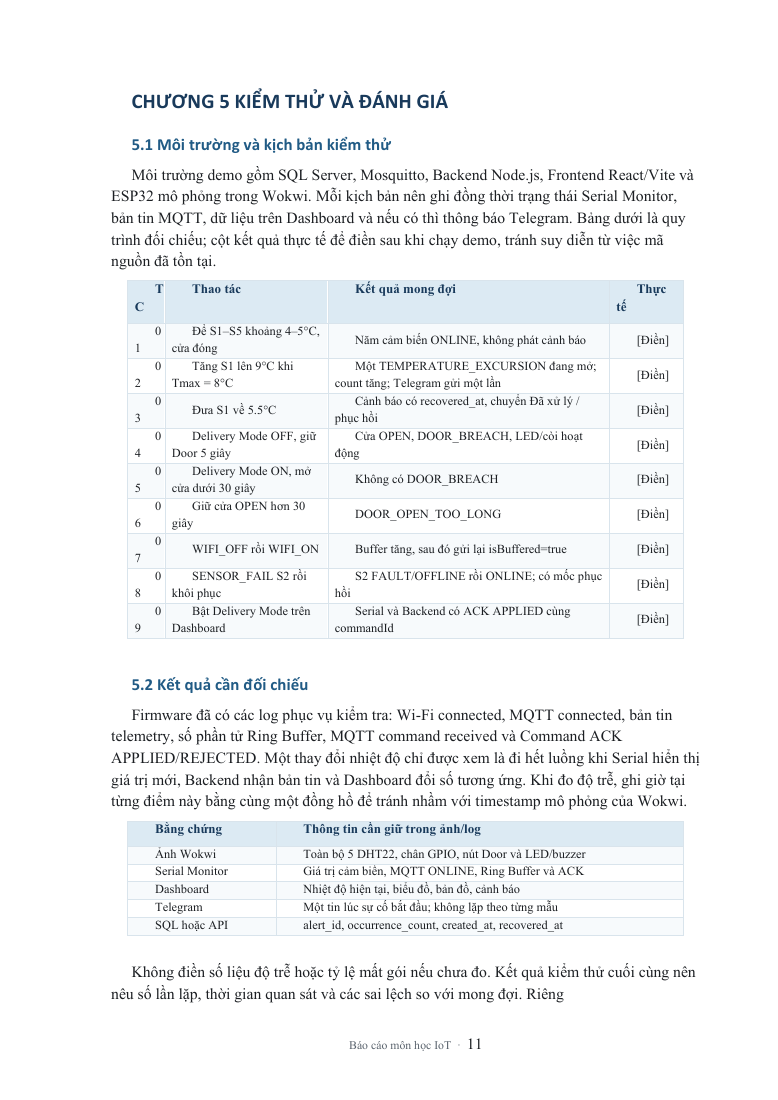 CHƯƠNG 5 KIỂM THỬ VÀ ĐÁNH GIÁ
5.1 Môi trường và kịch bản kiểm thử
Môi trường demo gồm SQL Server, Mosquitto, Backend Node.js, Frontend React/Vite và
ESP32 mô phỏng trong Wokwi. Mỗi kịch bản nên ghi đồng thời trạng thái Serial Monitor,
bản tin MQTT, dữ liệu trên Dashboard và nếu có thì thông báo Telegram. Bảng dưới là quy
trình đối chiếu; cột kết quả thực tế để điền sau khi chạy demo, tránh suy diễn từ việc mã
nguồn đã tồn tại.
T Thao tác Kết quả mong đợi Thực
C tế
0 Để S1–S5 khoảng 4–5°C,
1 cửa đóng Năm cảm biến ONLINE, không phát cảnh báo [Điền]
0 Tăng S1 lên 9°C khi Một TEMPERATURE_EXCURSION đang mở;
2 Tmax = 8°C count tăng; Telegram gửi một lần [Điền]
0 Đưa S1 về 5.5°C Cảnh báo có recovered_at, chuyển Đã xử lý /
3 phục hồi [Điền]
0 Delivery Mode OFF, giữ Cửa OPEN, DOOR_BREACH, LED/còi hoạt
4 Door 5 giây động [Điền]
0 Delivery Mode ON, mở
5 cửa dưới 30 giây Không có DOOR_BREACH [Điền]
0 Giữ cửa OPEN hơn 30
6 giây DOOR_OPEN_TOO_LONG [Điền]
0 WIFI_OFF rồi WIFI_ON Buffer tăng, sau đó gửi lại isBuffered=true [Điền]
7
0 SENSOR_FAIL S2 rồi S2 FAULT/OFFLINE rồi ONLINE; có mốc phục
8 khôi phục hồi [Điền]
0 Bật Delivery Mode trên Serial và Backend có ACK APPLIED cùng
9 Dashboard commandId [Điền]
5.2 Kết quả cần đối chiếu
Firmware đã có các log phục vụ kiểm tra: Wi-Fi connected, MQTT connected, bản tin
telemetry, số phần tử Ring Buffer, MQTT command received và Command ACK
APPLIED/REJECTED. Một thay đổi nhiệt độ chỉ được xem là đi hết luồng khi Serial hiển thị
giá trị mới, Backend nhận bản tin và Dashboard đổi số tương ứng. Khi đo độ trễ, ghi giờ tại
từng điểm này bằng cùng một đồng hồ để tránh nhầm với timestamp mô phỏng của Wokwi.
Bằng chứng Thông tin cần giữ trong ảnh/log
Ảnh Wokwi Toàn bộ 5 DHT22, chân GPIO, nút Door và LED/buzzer
Serial Monitor Giá trị cảm biến, MQTT ONLINE, Ring Buffer và ACK
Dashboard Nhiệt độ hiện tại, biểu đồ, bản đồ, cảnh báo
Telegram Một tin lúc sự cố bắt đầu; không lặp theo từng mẫu
SQL hoặc API alert_id, occurrence_count, created_at, recovered_at
Không điền số liệu độ trễ hoặc tỷ lệ mất gói nếu chưa đo. Kết quả kiểm thử cuối cùng nên
nêu số lần lặp, thời gian quan sát và các sai lệch so với mong đợi. Riêng
Báo cáo môn học IoT · 11